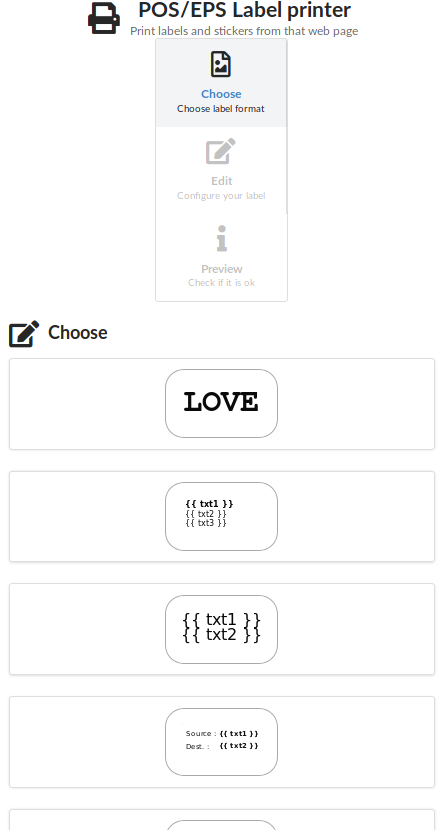 POS/EPS Label printer
Print labels and stickers from that web page
Choose
Choose label format
Edit
Configure your label
Preview
Check if it is ok
Choose
LOVE
{{ txt1 }}
{{ txt2 }}
{{ txt3 }}
{{ txt1 }}
{{ txt2 }}
Source : {{ txt1 }}
Dest. : {{ txt2 }}